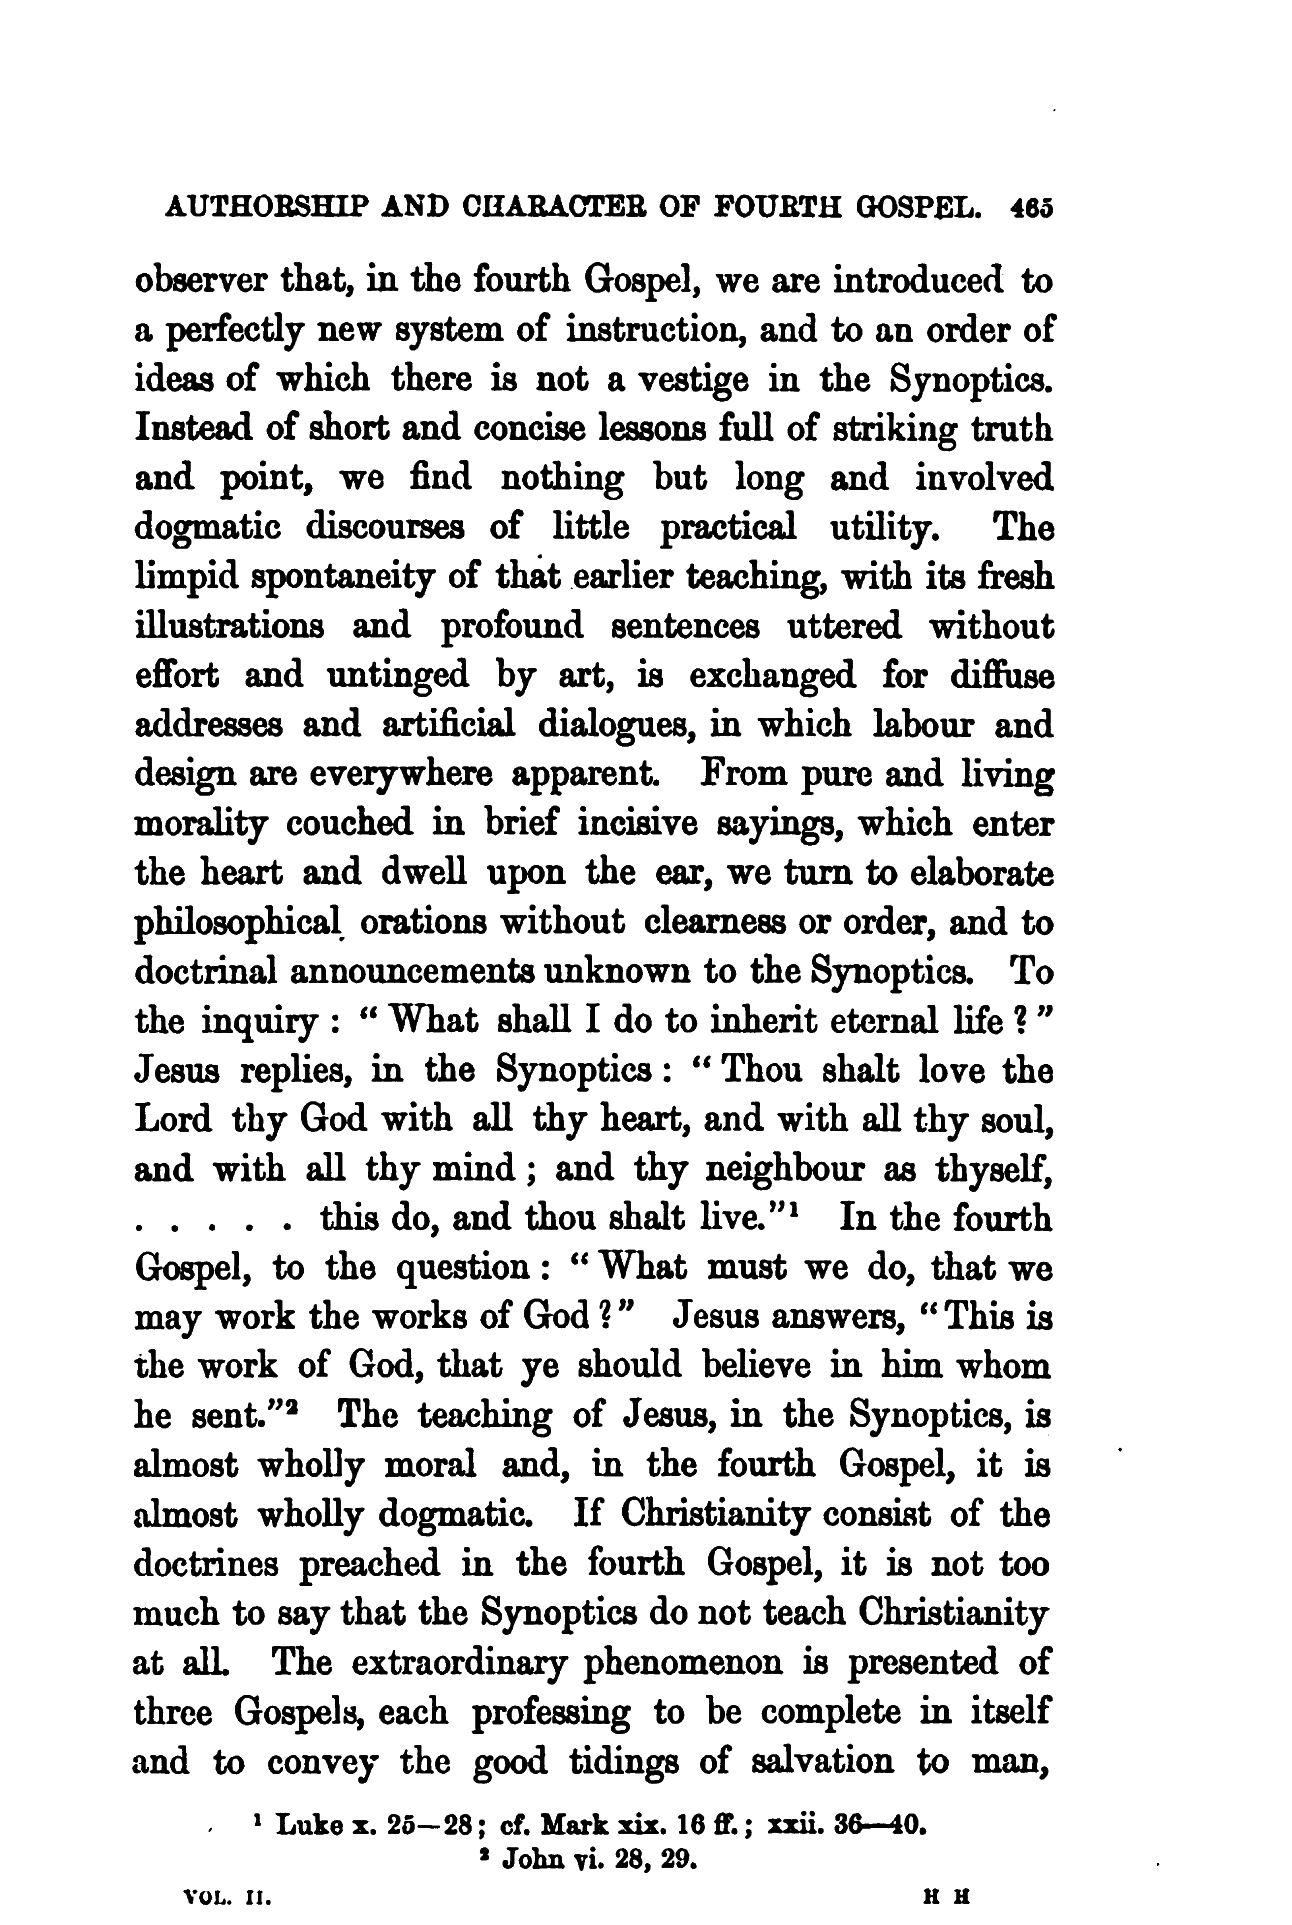 AUTHORSHIP AND CHARACTER OF FOURTH GOSPEL. 465
observer that, in the fourth Gospel, we are introduced to
a perfectly new system of instruction, and to an order of
ideas of which there is not a vestige in the Synoptics.
Instead of short and concise lessons full of striking truth
and point, we find nothing but long and involved
dogmatic discourses of little practical utility. The
limpid spontaneity of that earlier teaching, with its fresh
illustrations and profound sentences uttered without
effort and untinged by art, is exchanged for diffuse
addresses and artificial dialogues, in which labour and
design are everywhere apparent. From pure and living
morality couched in brief incisive sayings, which enter
the heart and dwell upon the ear, we turn to elaborate
philosophical orations without clearness or order, and to
doctrinal announcements unknown to the Synoptics. To
the inquiry : “ What shall I do to inherit eternal life ? ”
Jesus replies, in the Synoptics : “ Thou shalt love the
Lord thy God with all thy heart, and with all thy soul,
and with all thy mind ; and thy neighbour as thyself,
. . . . . this do, and thou shalt live.”¹ In the fourth
Gospel, to the question : “ What must we do, that we
may work the works of God ? ” Jesus answers, “ This is
the work of God, that ye should believe in him whom
he sent.”² The teaching of Jesus, in the Synoptics, is
almost wholly moral and, in the fourth Gospel, it is
almost wholly dogmatic. If Christianity consist of the
doctrines preached in the fourth Gospel, it is not too
much to say that the Synoptics do not teach Christianity
at all. The extraordinary phenomenon is presented of
three Gospels, each professing to be complete in itself
and to convey the good tidings of salvation to man,
¹ Luke x. 25—28 ; cf. Mark xix. 16 ff. ; xxii. 36—40.
² John vi. 28, 29.
VOL. II. H H